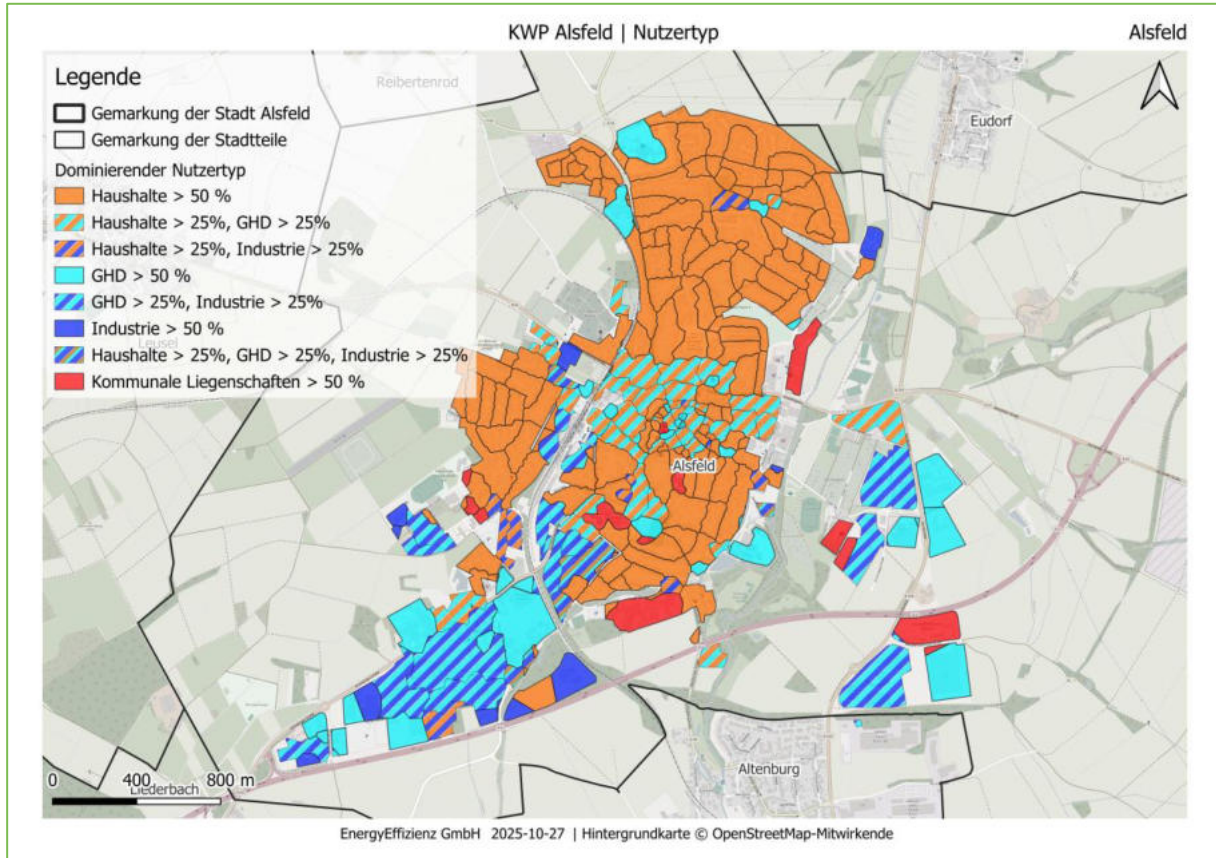 KWP Alsfeld | Nutzertyp
Alsfeld
Legende
Gemarkung der Stadt Alsfeld
Gemarkung der Stadtteile
Dominierender Nutzertyp
Haushalte > 50 %
Haushalte > 25%, GHD > 25%
Haushalte > 25%, Industrie > 25%
GHD > 50 %
GHD > 25%, Industrie > 25%
Industrie > 50 %
Haushalte > 25%, GHD > 25%, Industrie > 25%
Kommunale Liegenschaften > 50 %
Reibertenrod
Eudorf
Leusel
Alsfeld
Altenburg
Liederbach
0 400 800 m
EnergyEffizienz GmbH 2025-10-27 | Hintergrundkarte © OpenStreetMap-Mitwirkende